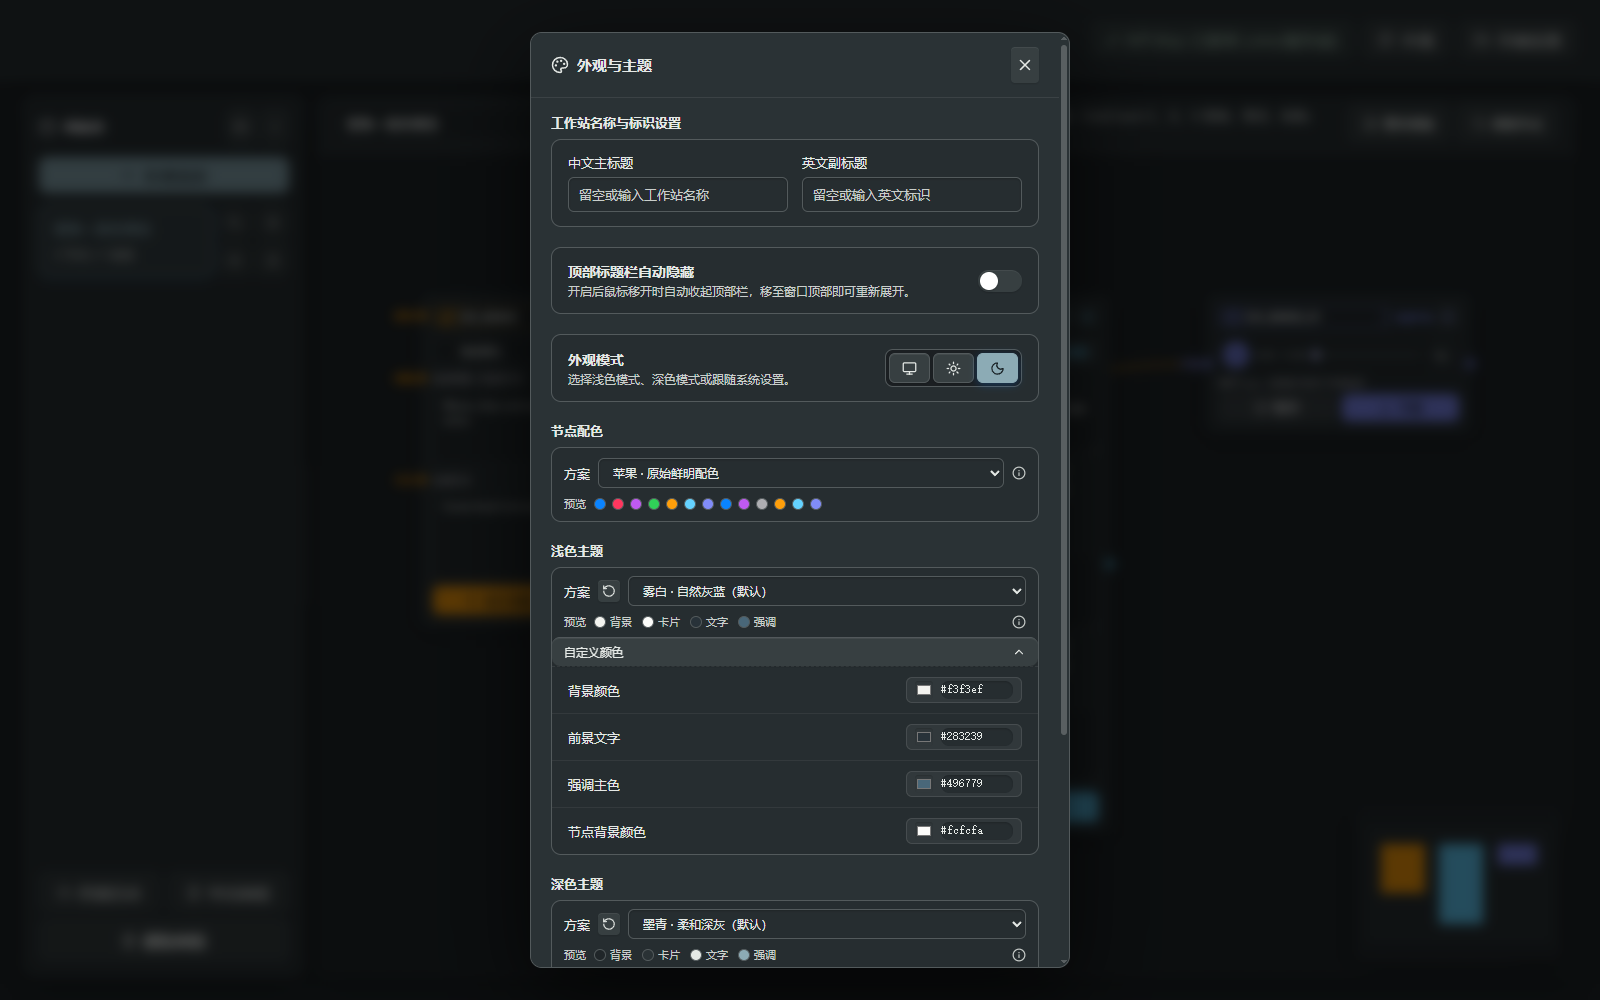 外观与主题
工作站名称与标识设置
中文主标题 英文副标题
留空或输入工作站名称 留空或输入英文标识
顶部标题栏自动隐藏
开启后鼠标移开时自动收起顶部栏，移至窗口顶部即可重新展开。
外观模式
选择浅色模式、深色模式或跟随系统设置。
节点配色
方案 苹果 · 原始鲜明配色
预览
浅色主题
方案 雾白 · 自然灰蓝（默认）
预览 背景 卡片 文字 强调
自定义颜色
背景颜色 #f3f3ef
前景文字 #283239
强调主色 #496779
节点背景颜色 #fcfcfa
深色主题
方案 墨青 · 柔和深灰（默认）
预览 背景 卡片 文字 强调